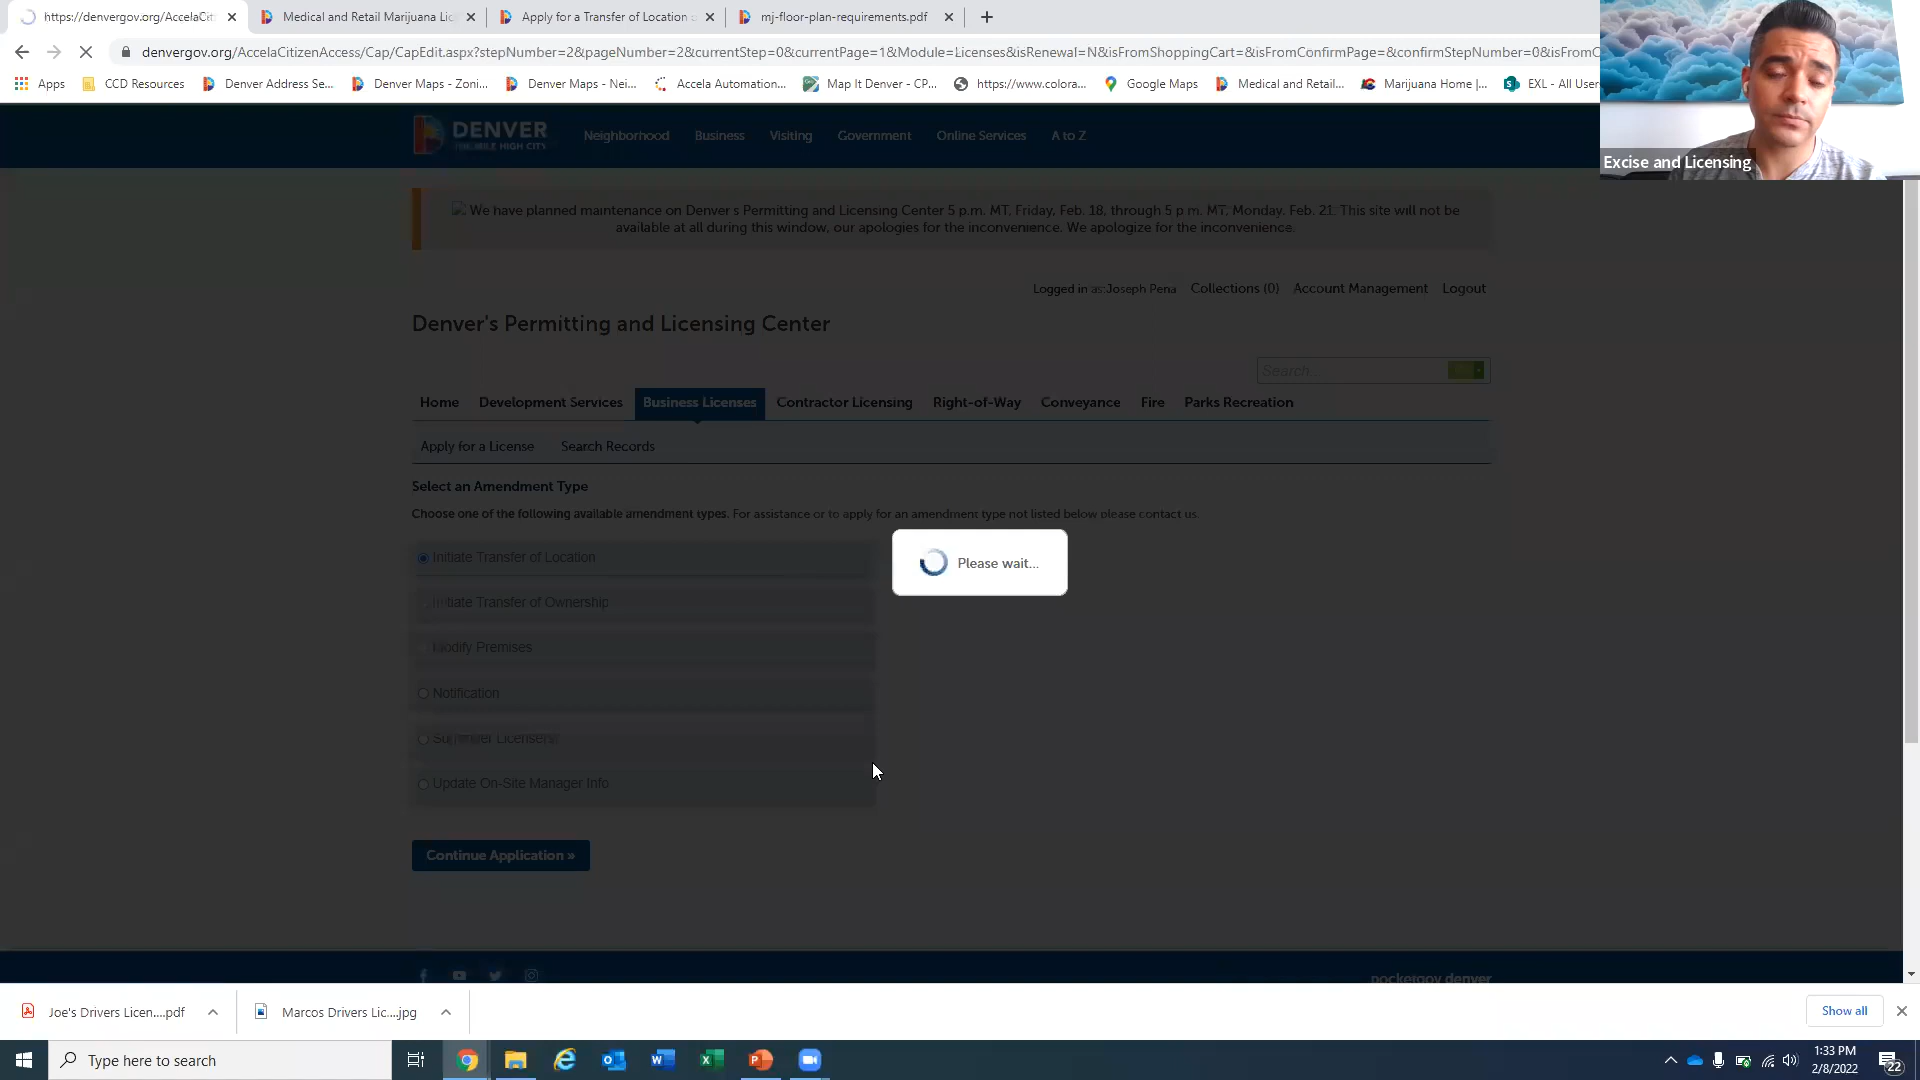 https://denvergov.org/AccelaCit
Medical and Retail Marijuana Lic
Apply for a Transfer of Location
mj-floor-plan-requirements.pdf
denvergov.org/AccelaCitizenAccess/Cap/CapEdit.aspx?stepNumber=2&pageNumber=2&currentStep=0&currentPage=1&Module=Licenses&isRenewal=N&isFromShoppingCart=&isFromConfirmPage=&confirmStepNumber=0&isFromC
Apps
CCD Resources
Denver Address Se...
Denver Maps - Zoni...
Denver Maps - Nei...
Accela Automation...
Map It Denver - CP...
https://www.colora...
Google Maps
Medical and Retail...
Marijuana Home |...
EXL - All User
Excise and Licensing
DENVER
THE MILE HIGH CITY
Neighborhood
Business
Visiting
Government
Online Services
A to Z
We have planned maintenance on Denver s Permitting and Licensing Center 5 p.m. MT, Friday, Feb. 18, through 5 p m. MT, Monday. Feb. 21. This site will not be
available at all during this window, our apologies for the inconvenience. We apologize for the inconvenience.
Logged in as:Joseph Pena
Collections (0)
Account Management
Logout
Denver's Permitting and Licensing Center
Search...
Home
Development Services
Business Licenses
Contractor Licensing
Right-of-Way
Conveyance
Fire
Parks Recreation
Apply for a License
Search Records
Select an Amendment Type
Choose one of the following available amendment types. For assistance or to apply for an amendment type not listed below please contact us.
Initiate Transfer of Location
Initiate Transfer of Ownership
Modify Premises
Notification
Surrender Licensers
Update On-Site Manager Info
Please wait...
Continue Application »
pocketgov denver
Joe's Drivers Licen....pdf
Marcos Drivers Lic....jpg
Show all
Type here to search
1:33 PM
2/8/2022
22